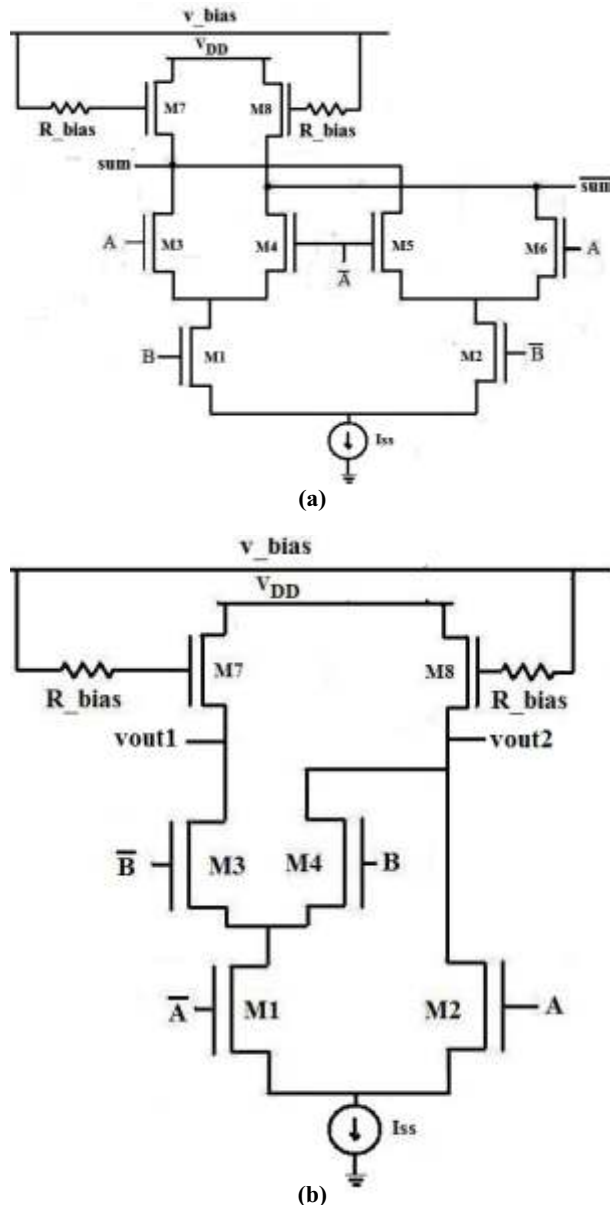 v_bias
VDD
M7 M8
R_bias R_bias
sum s̅u̅m̅
A M3 M4 A̅ M5 M6 A
B M1 M2 B̅
Iss
(a)
v_bias
VDD
M7 M8
R_bias R_bias
vout1 vout2
B̅ M3 M4 B
A̅ M1 M2 A
Iss
(b)